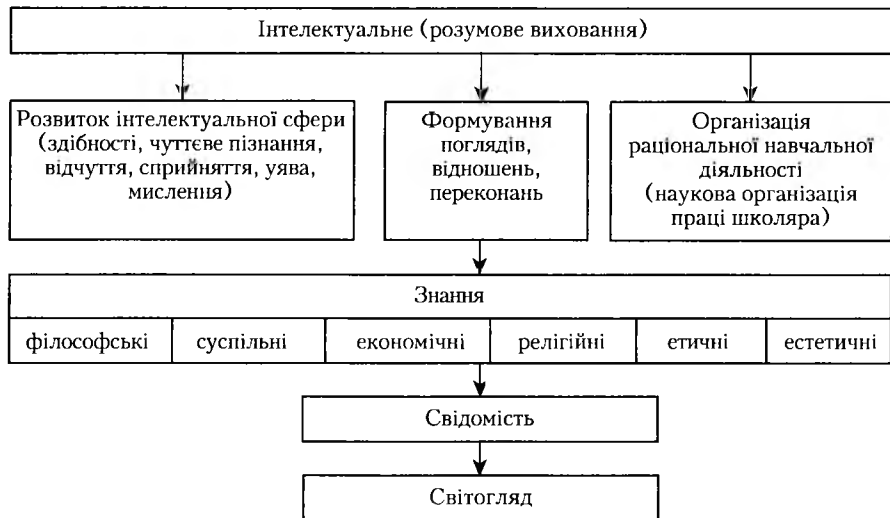 Інтелектуальне (розумове виховання)
Розвиток інтелектуальної сфери
(здібності, чуттєве пізнання,
відчуття, сприйняття, уява,
мислення)
Формування
поглядів,
відношень,
переконань
Організація
раціональної навчальної
діяльності
(наукова організація
праці школяра)
Знання
філософські
суспільні
економічні
релігійні
етичні
естетичні
Свідомість
Світогляд